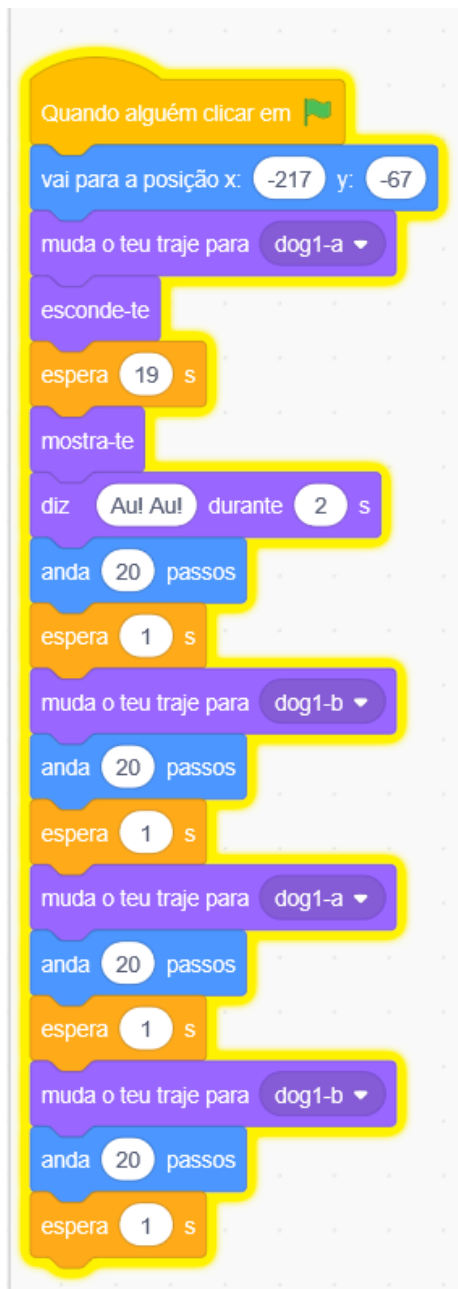 Quando alguém clicar em
vai para a posição x: -217 y: -67
muda o teu traje para dog1-a
esconde-te
espera 19 s
mostra-te
diz Au! Au! durante 2 s
anda 20 passos
espera 1 s
muda o teu traje para dog1-b
anda 20 passos
espera 1 s
muda o teu traje para dog1-a
anda 20 passos
espera 1 s
muda o teu traje para dog1-b
anda 20 passos
espera 1 s